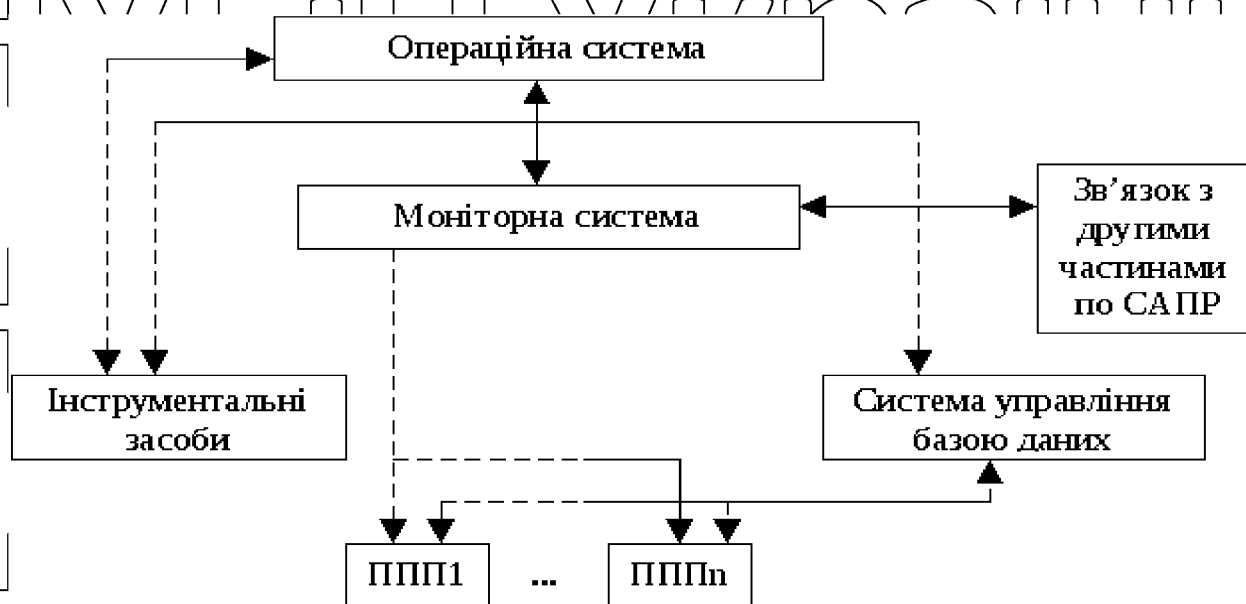 Операційна система
Моніторна система
Зв’язок з
другими
частинами
по САПР
Інструментальні
засоби
Система управління
базою даних
ППП1
...
ПППn